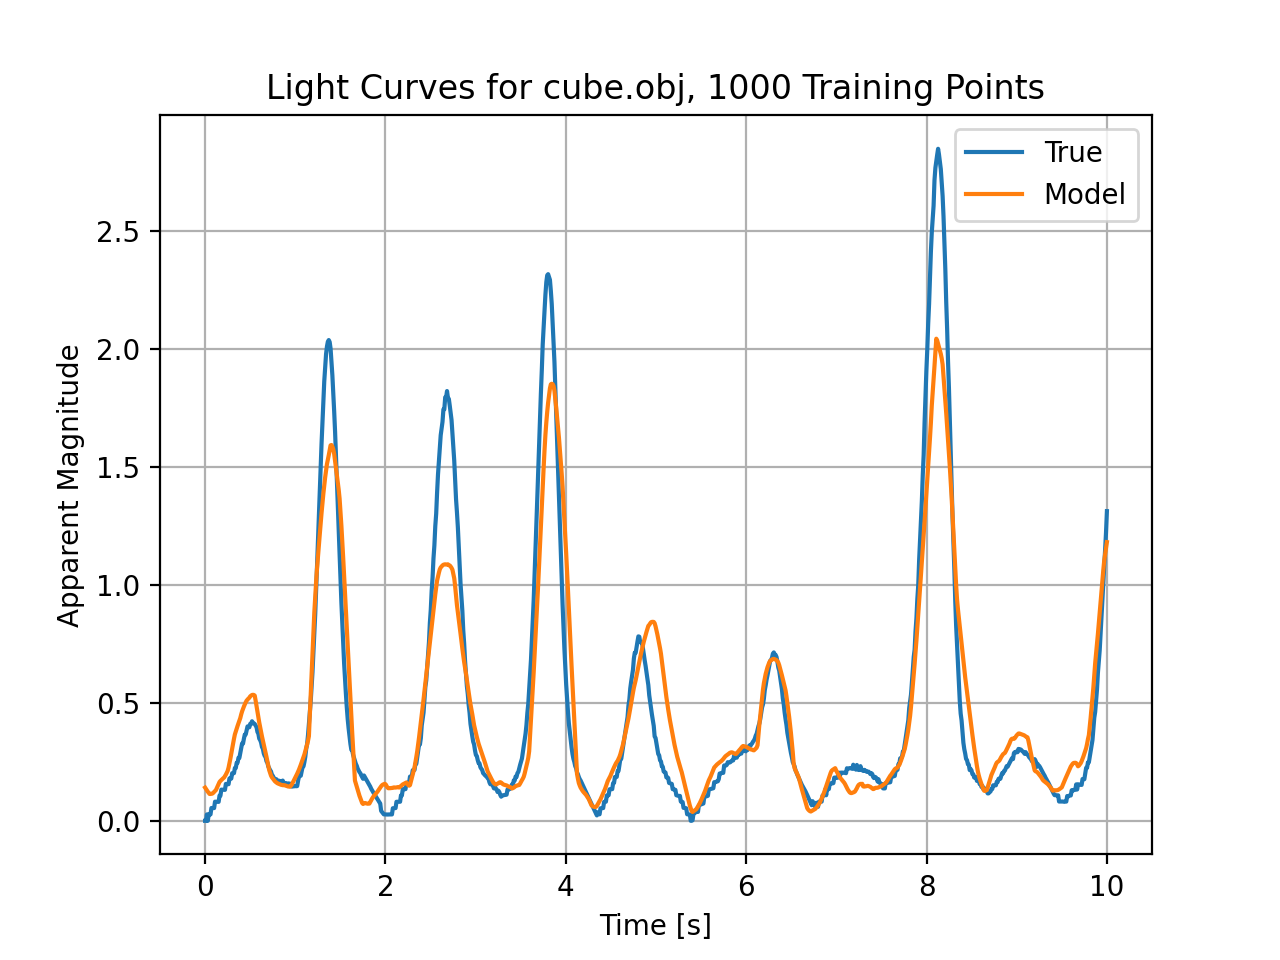 Light Curves for cube.obj, 1000 Training Points
True
Model
2.5
2.0
1.5
1.0
0.5
0.0
Apparent Magnitude
0 2 4 6 8 10
Time [s]